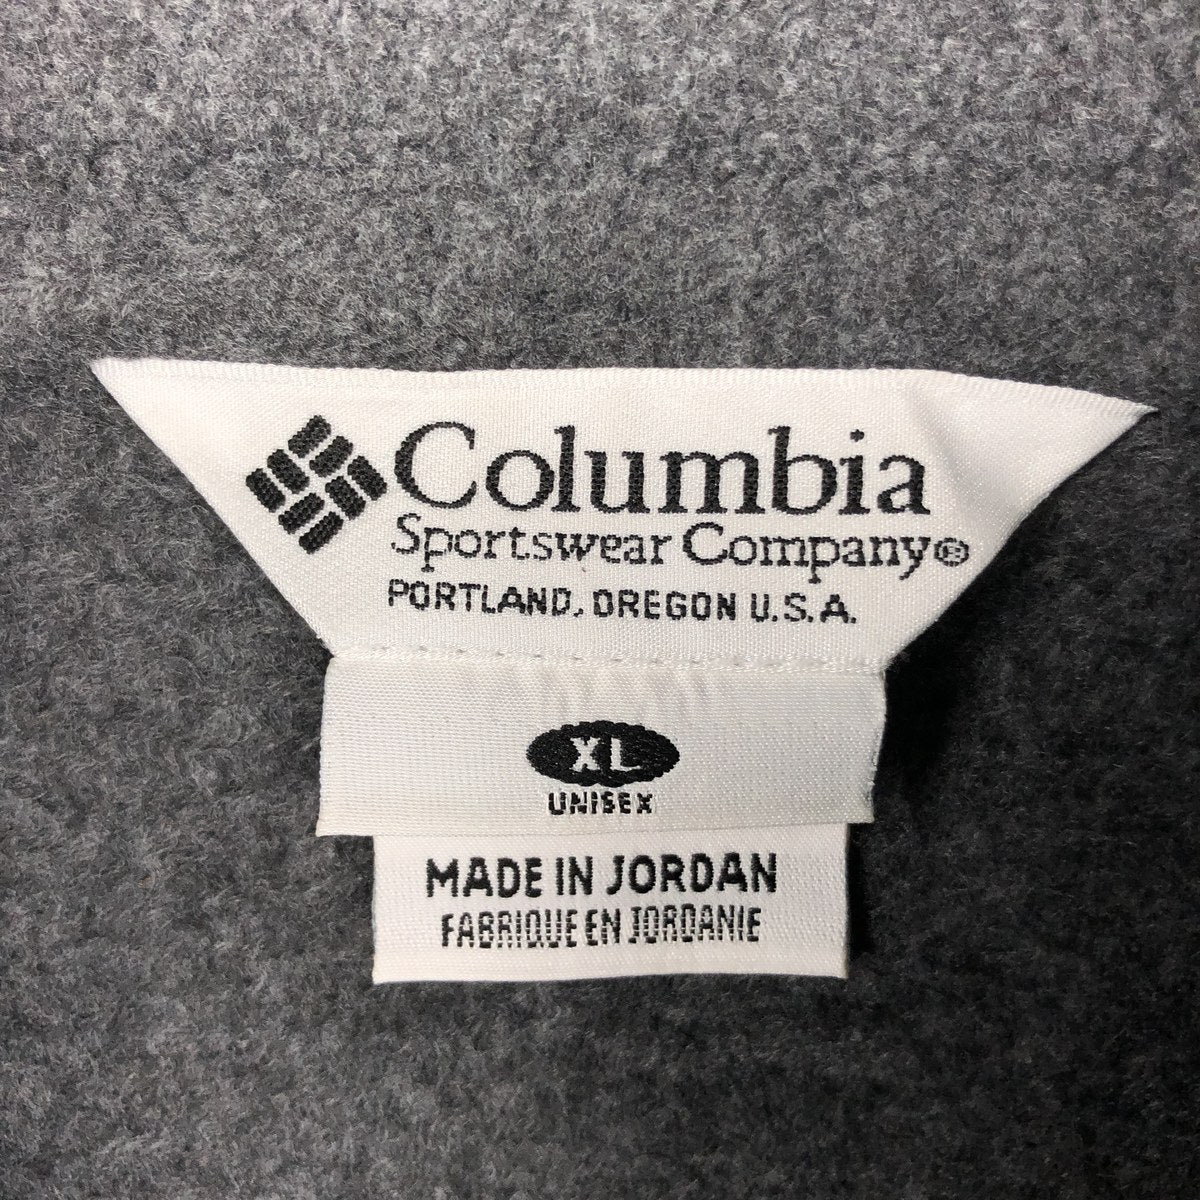 Columbia
Sportswear Company®
PORTLAND, OREGON U.S.A.
XL
UNISEX
MADE IN JORDAN
FABRIQUE EN JORDANIE